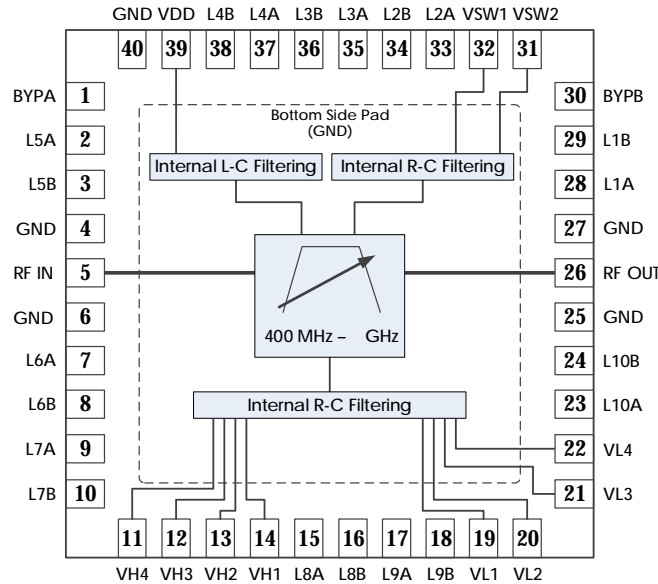 GND VDD L4B L4A L3B L3A L2B L2A VSW1 VSW2
40 39 38 37 36 35 34 33 32 31
BYPA 1 30 BYPB
Bottom Side Pad
(GND)
L5A 2 29 L1B
Internal L-C Filtering Internal R-C Filtering
L5B 3 28 L1A
GND 4 27 GND
RF IN 5 26 RF OUT
GND 6 25 GND
400 MHz – GHz
L6A 7 24 L10B
L6B 8 Internal R-C Filtering 23 L10A
L7A 9 22 VL4
L7B 10 21 VL3
11 12 13 14 15 16 17 18 19 20
VH4 VH3 VH2 VH1 L8A L8B L9A L9B VL1 VL2